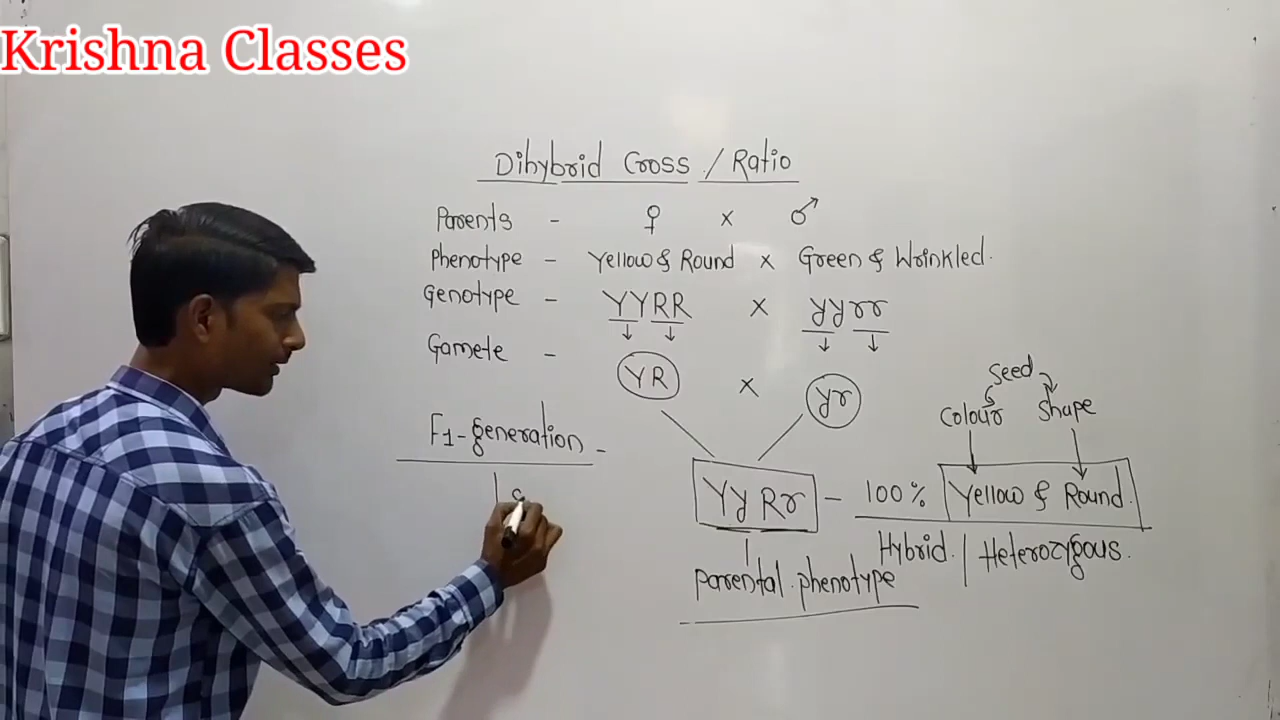 Krishna Classes
Dihybrid Cross / Ratio
Parents - ♀ x ♂
Phenotype - Yellow & Round x Green & Wrinkled.
Genotype - YYRR x yyrr
Gamete - YR x yr
Seed
Colour Shape
F1-generation -
YyRr - 100% Yellow & Round.
Hybrid. | Heterozygous.
Parental phenotype